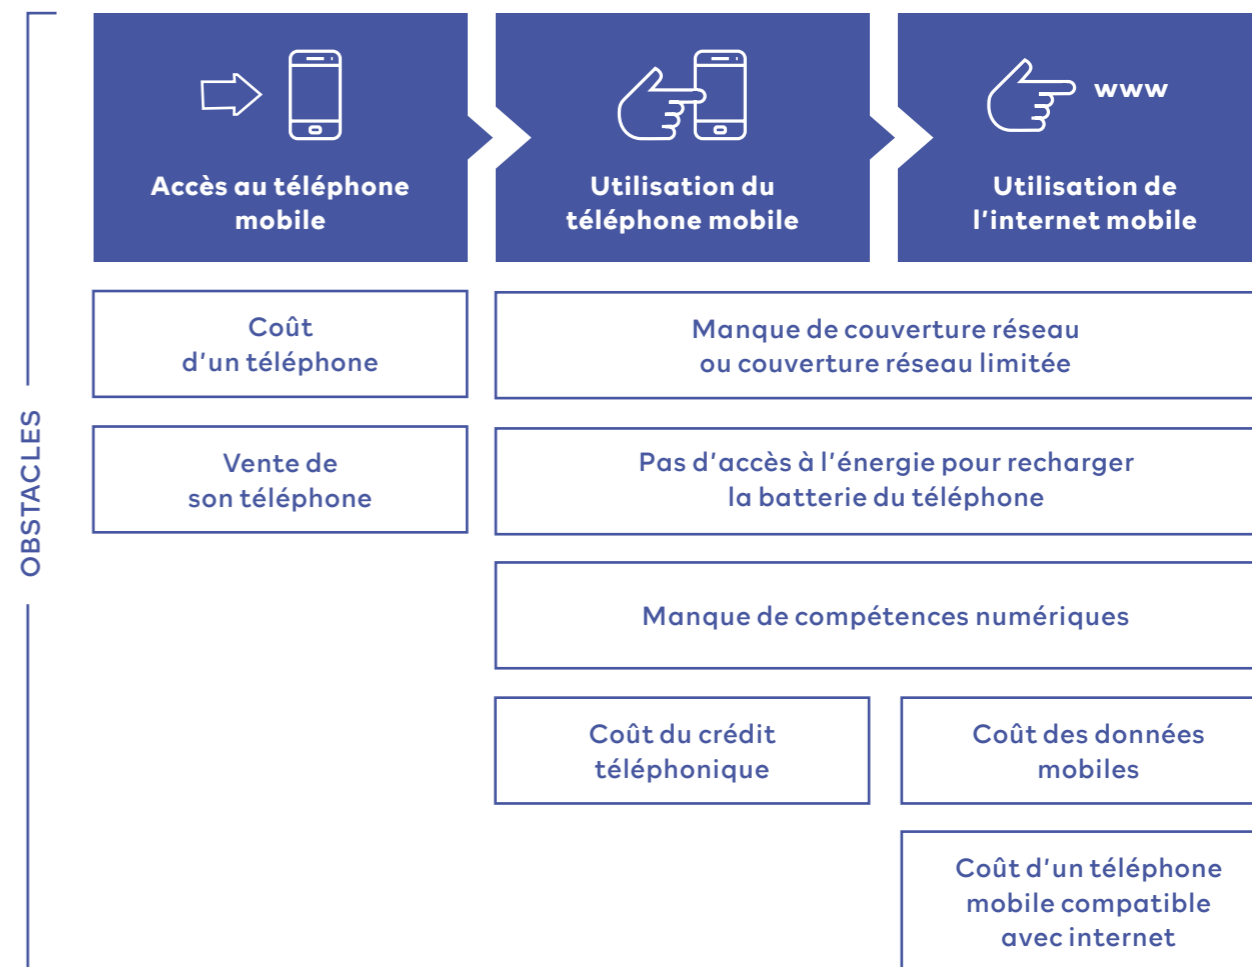 www
Accès au téléphone
mobile
Utilisation du
téléphone mobile
Utilisation de
l'internet mobile
OBSTACLES
Coût
d'un téléphone
Manque de couverture réseau
ou couverture réseau limitée
Vente de
son téléphone
Pas d'accès à l'énergie pour recharger
la batterie du téléphone
Manque de compétences numériques
Coût du crédit
téléphonique
Coût des données
mobiles
Coût d'un téléphone
mobile compatible
avec internet